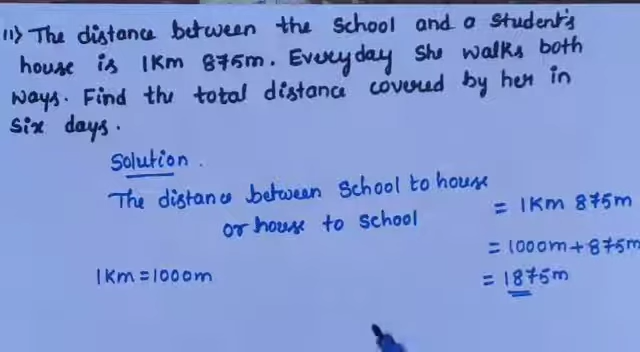 11) The distance between the School and a Student's
house is 1Km 875m. Everyday She walks both
ways. Find the total distance covered by her in
Six days.
Solution.
The distance between School to house
or house to School
= 1Km 875m
= 1000m + 875m
1Km = 1000m
= 1875m